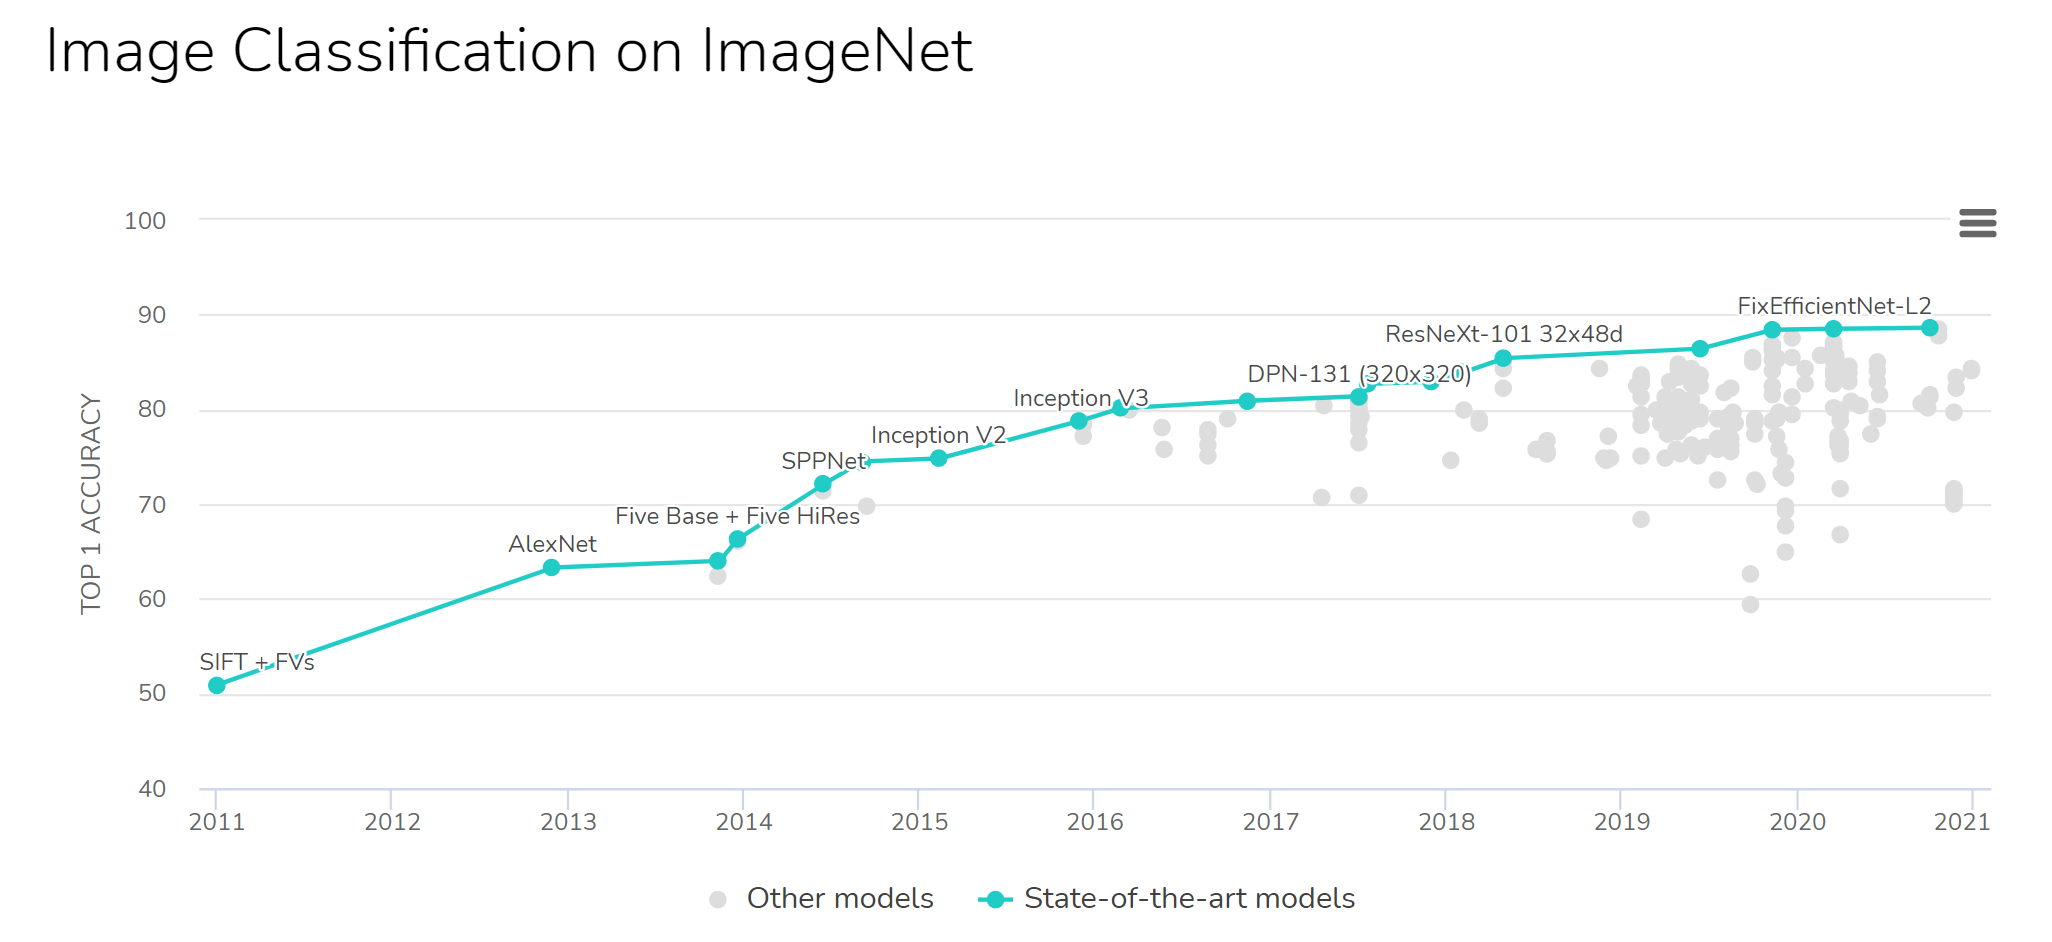 Image Classification on ImageNet
100
90
80
70
60
50
40
TOP 1 ACCURACY
FixEfficientNet-L2
ResNeXt-101 32x48d
DPN-131 (320x320)
Inception V3
Inception V2
SPPNet
Five Base + Five HiRes
AlexNet
SIFT + FVs
2011 2012 2013 2014 2015 2016 2017 2018 2019 2020 2021
Other models State-of-the-art models